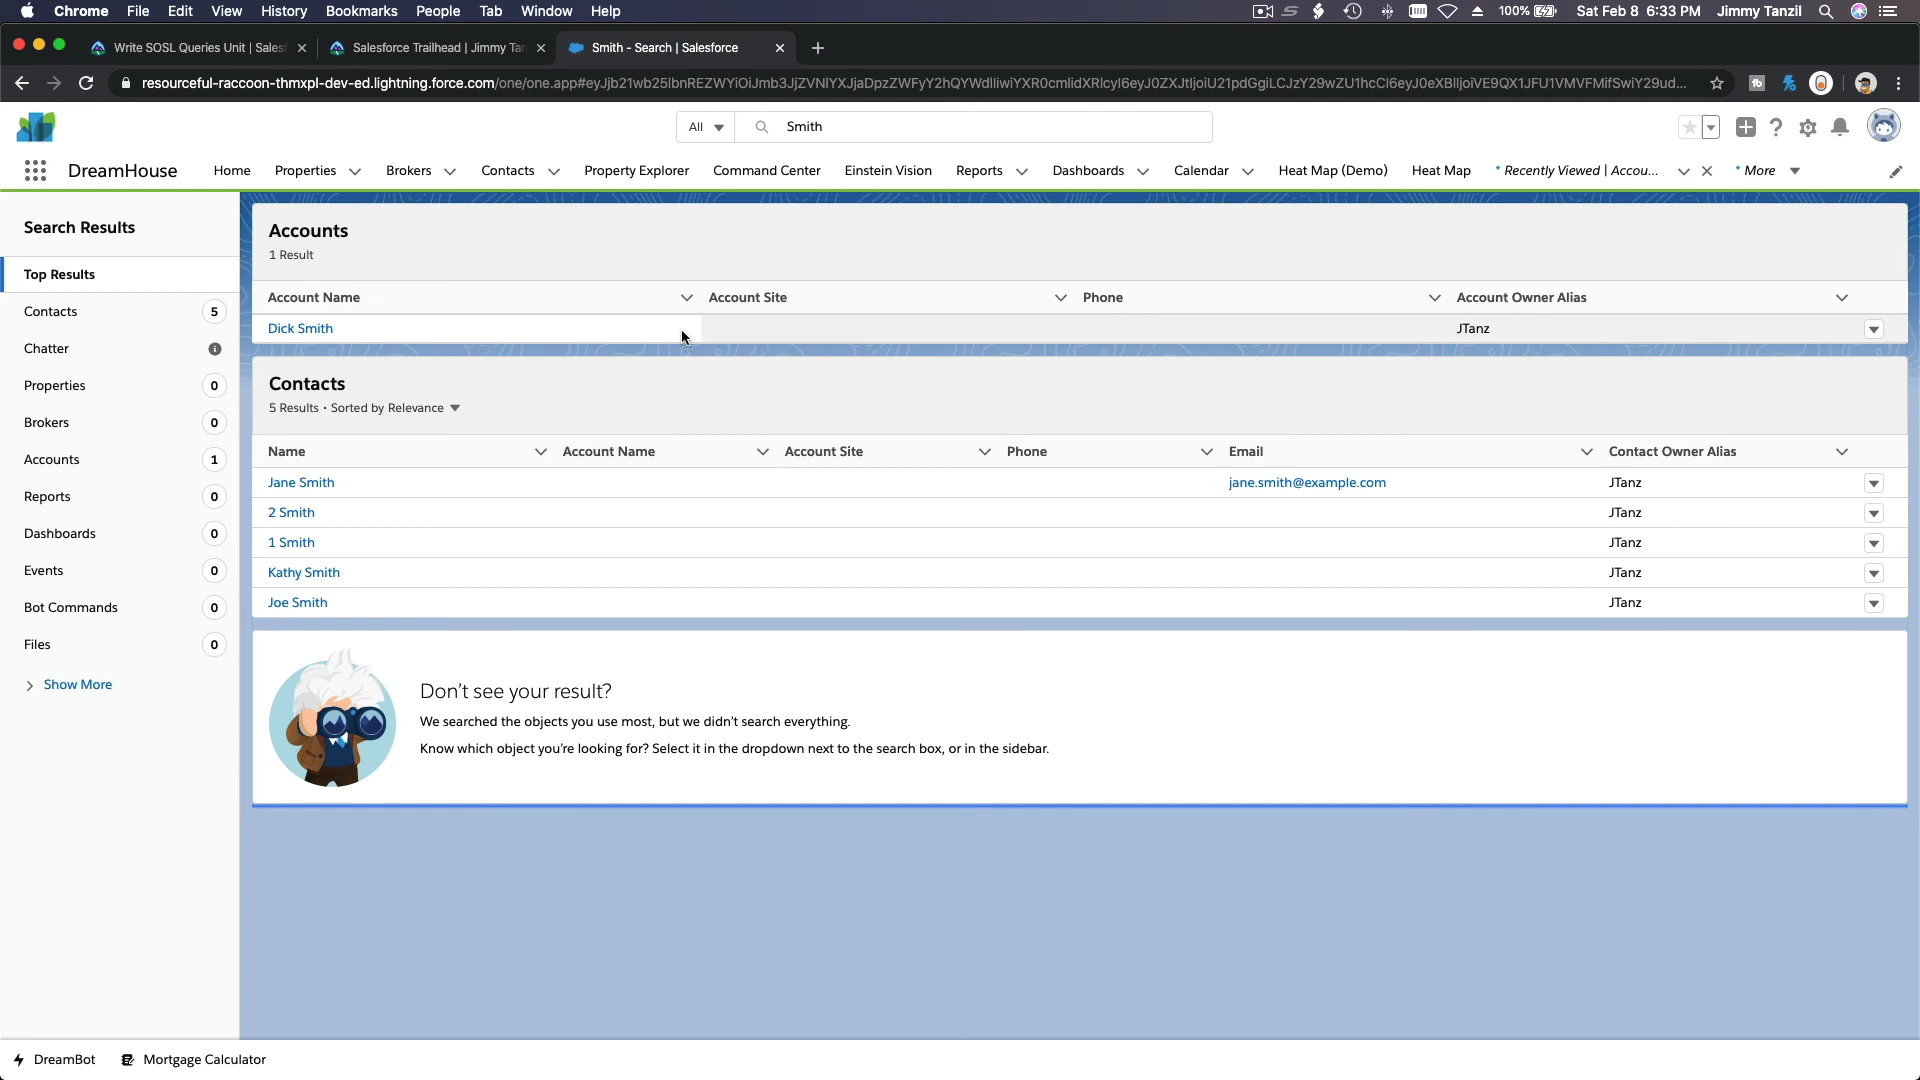 Chrome File Edit View History Bookmarks People Tab Window Help 100% Sat Feb 8 6:33 PM Jimmy Tanzil
Write SOSL Queries Unit | Salesf Salesforce Trailhead | Jimmy Tan Smith - Search | Salesforce
resourceful-raccoon-thmxpl-dev-ed.lightning.force.com
All Smith
DreamHouse Home Properties Brokers Contacts Property Explorer Command Center Einstein Vision Reports Dashboards Calendar Heat Map (Demo) Heat Map * Recently Viewed | Accou... * More
Search Results
Top Results
Contacts 5
Chatter
Properties 0
Brokers 0
Accounts 1
Reports 0
Dashboards 0
Events 0
Bot Commands 0
Files 0
Show More
Accounts
1 Result
Account Name Account Site Phone Account Owner Alias
Dick Smith JTanz
Contacts
5 Results • Sorted by Relevance
Name Account Name Account Site Phone Email Contact Owner Alias
Jane Smith jane.smith@example.com JTanz
2 Smith JTanz
1 Smith JTanz
Kathy Smith JTanz
Joe Smith JTanz
Don't see your result?
We searched the objects you use most, but we didn't search everything.
Know which object you're looking for? Select it in the dropdown next to the search box, or in the sidebar.
DreamBot Mortgage Calculator